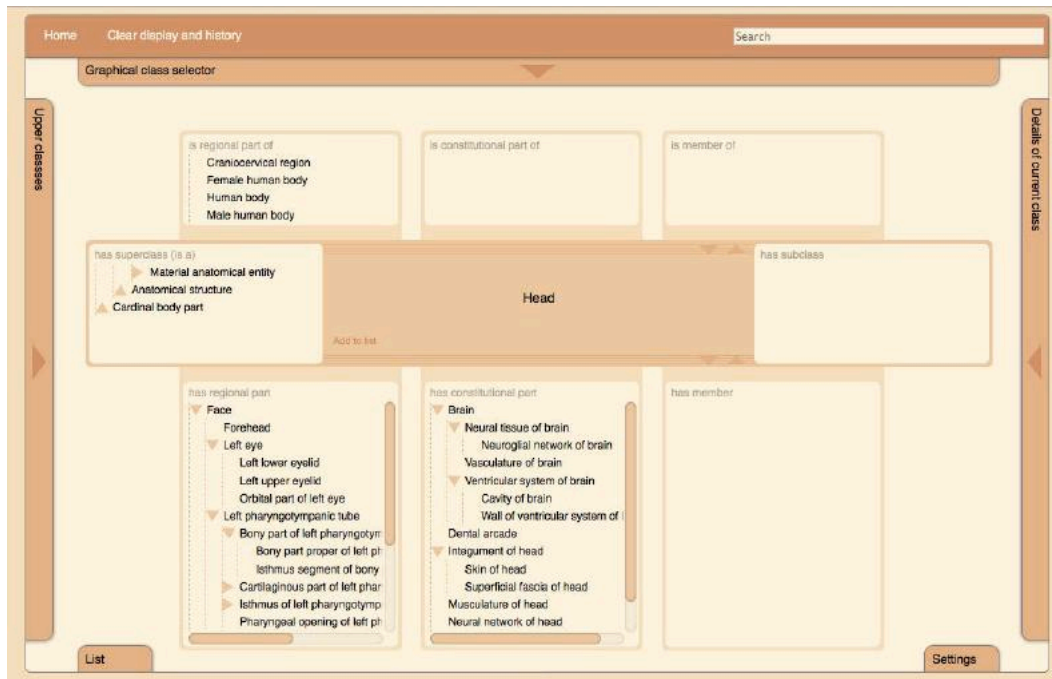 Home
Clear display and history
Search
Graphical class selector
Upper classses
Details of current class
is regional part of
Craniocervical region
Female human body
Human body
Male human body
is constitutional part of
is member of
has superclass (is a)
Material anatomical entity
Anatomical structure
Cardinal body part
Head
Add to list
has subclass
has regional part
Face
Forehead
Left eye
Left lower eyelid
Left upper eyelid
Orbital part of left eye
Left pharyngotympanic tube
Bony part of left pharyngotym
Bony part proper of left ph
Isthmus segment of bony
Cartilaginous part of left phar
Isthmus of left pharyngotymp
Pharyngeal opening of left ph
has constitutional part
Brain
Neural tissue of brain
Neuroglial network of brain
Vasculature of brain
Ventricular system of brain
Cavity of brain
Wall of ventricular system of
Dental arcade
Integument of head
Skin of head
Superficial fascia of head
Musculature of head
Neural network of head
has member
List
Settings